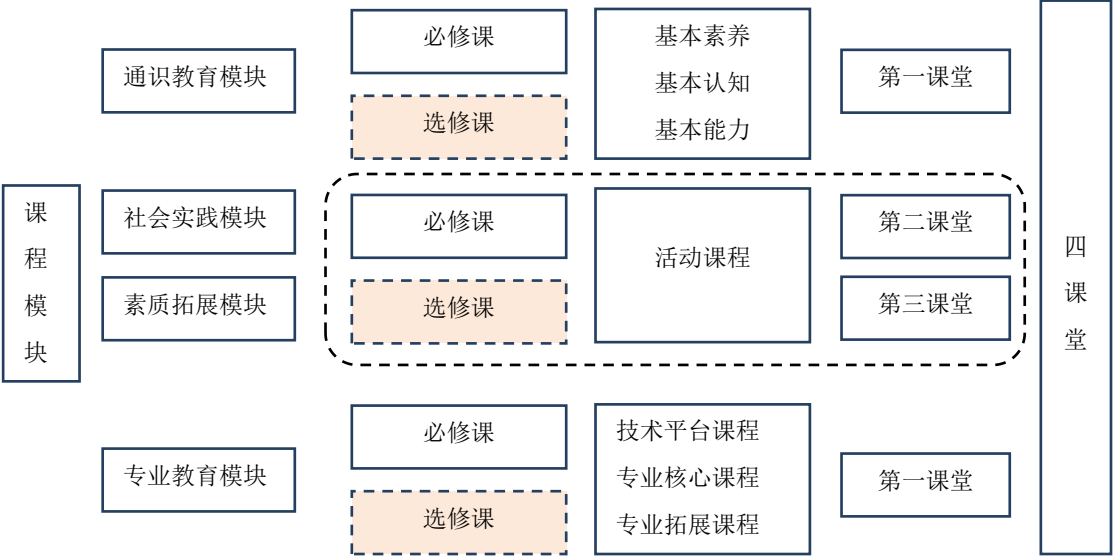 课程模块
通识教育模块
必修课
选修课
基本素养
基本认知
基本能力
第一课堂
社会实践模块
素质拓展模块
必修课
选修课
活动课程
第二课堂
第三课堂
专业教育模块
必修课
选修课
技术平台课程
专业核心课程
专业拓展课程
第一课堂
四课堂